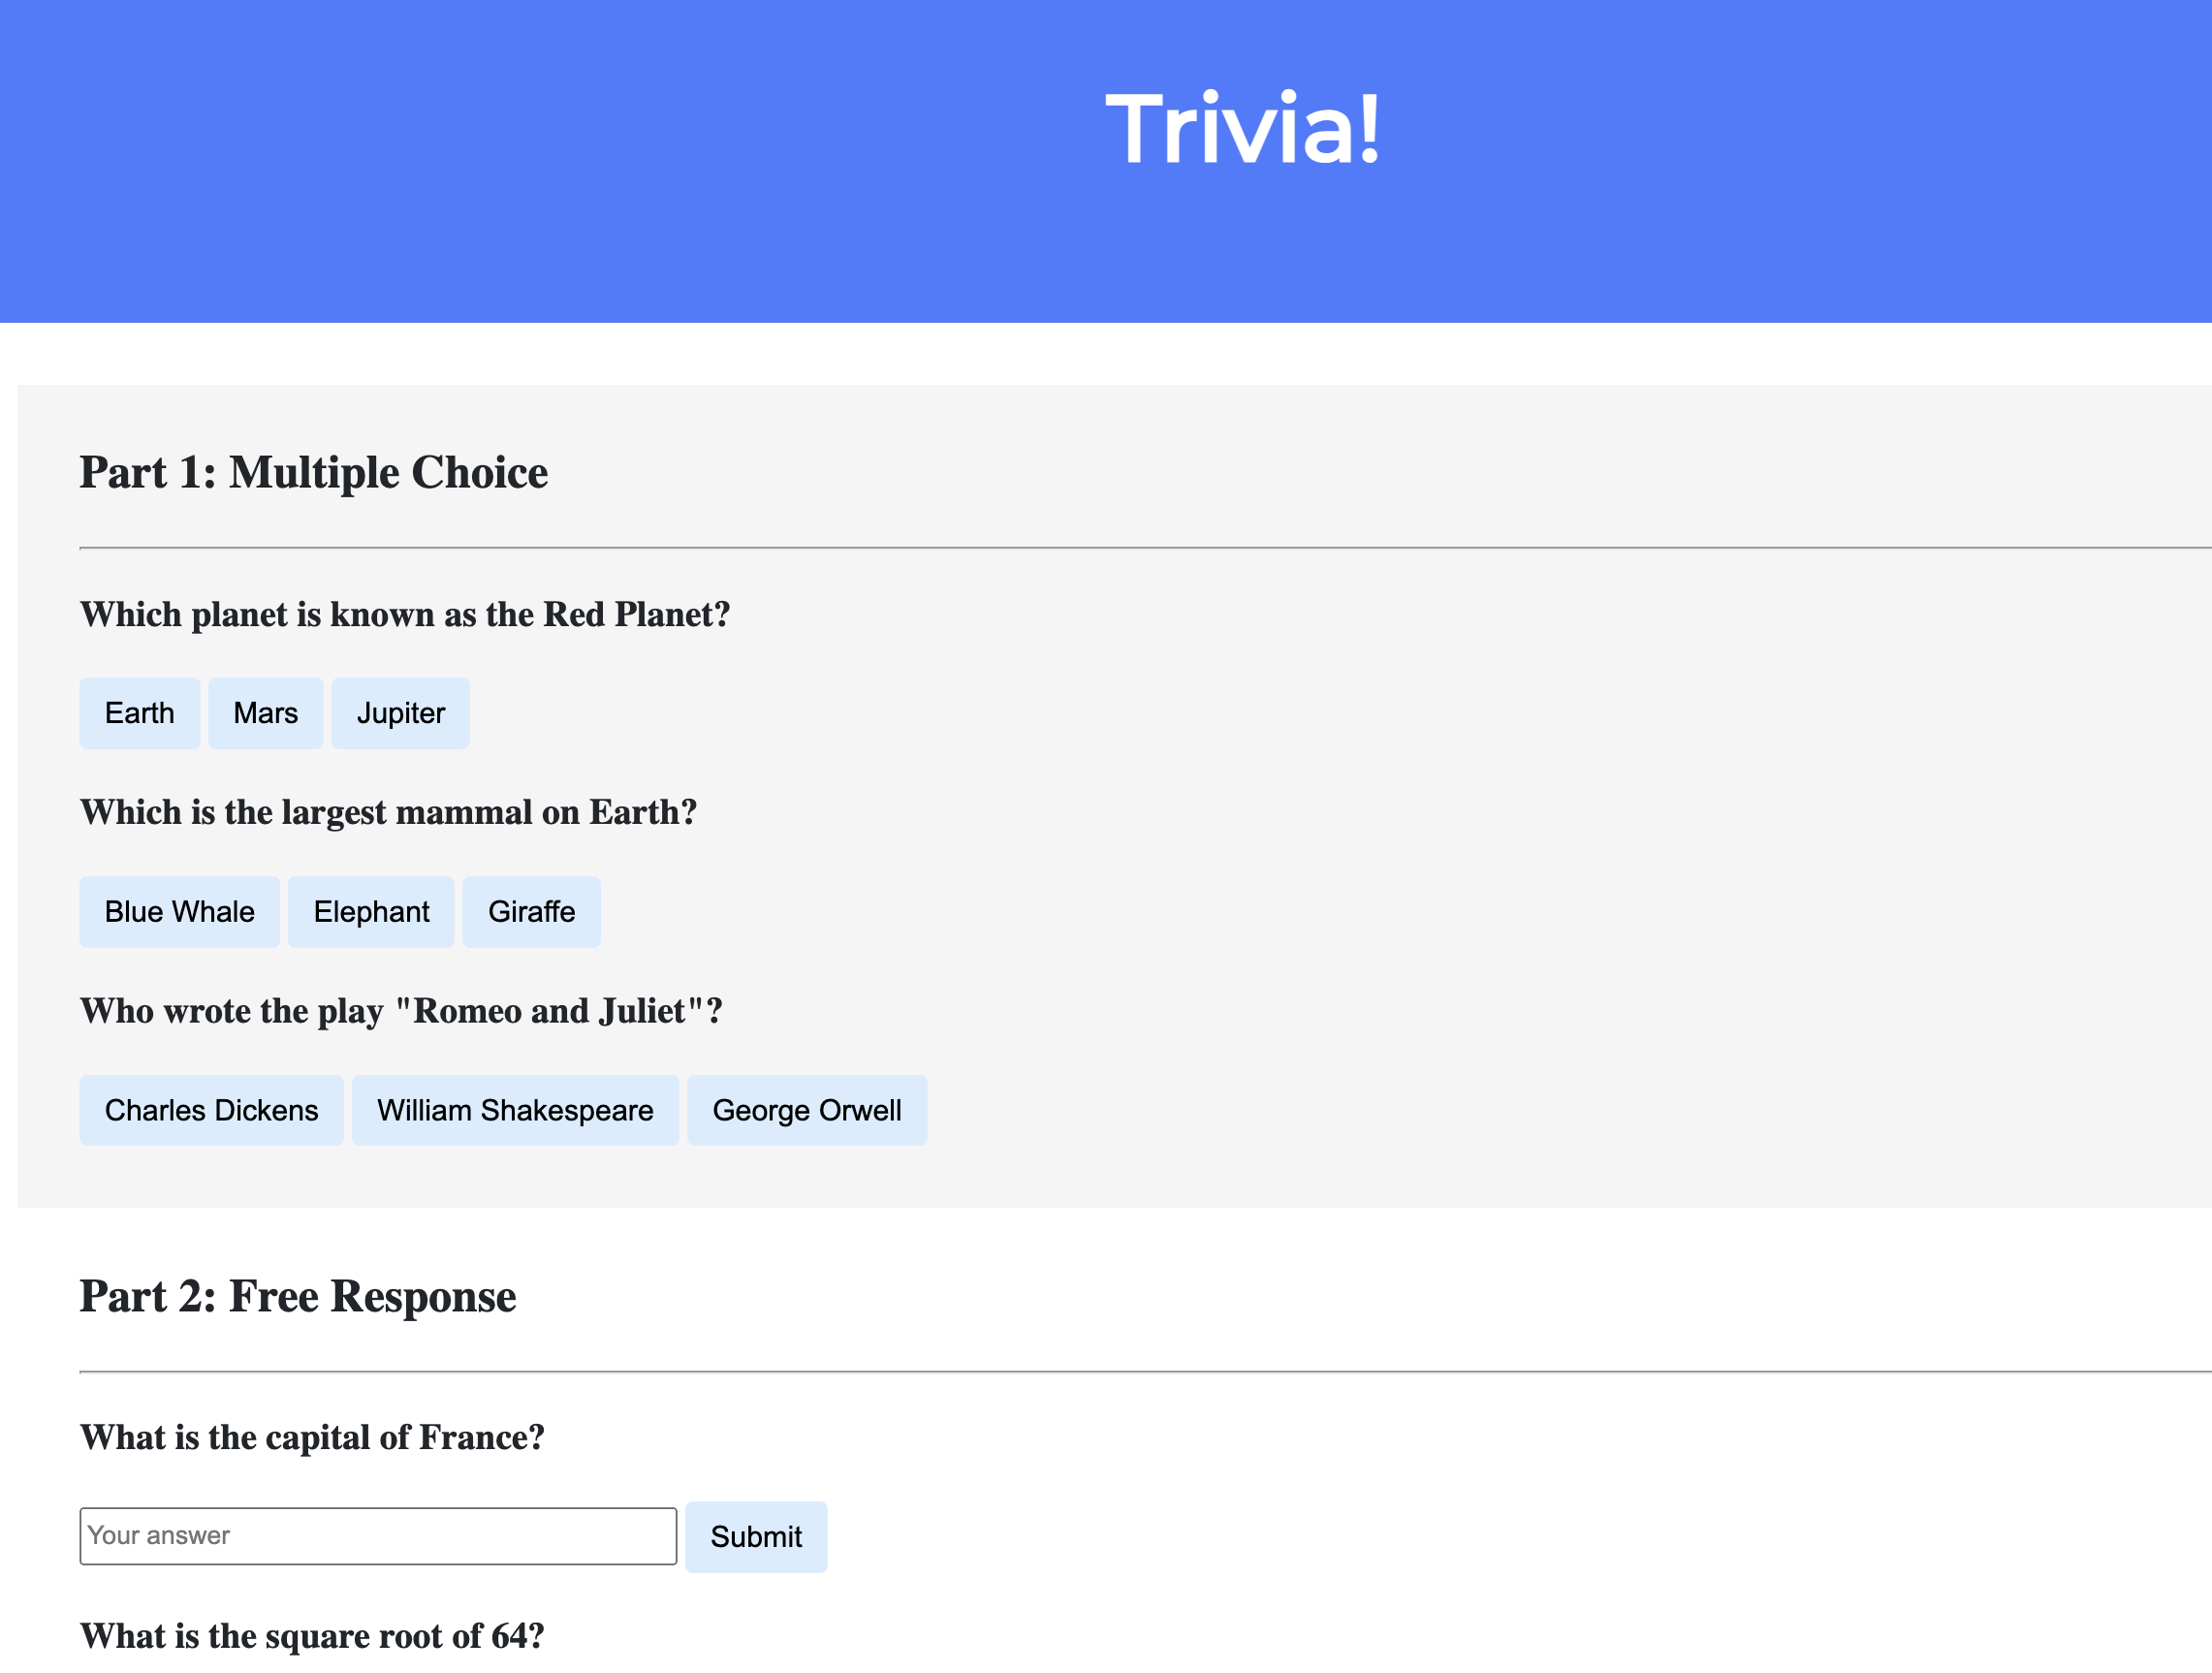 Trivia!
Part 1: Multiple Choice
Which planet is known as the Red Planet?
Earth Mars Jupiter
Which is the largest mammal on Earth?
Blue Whale Elephant Giraffe
Who wrote the play "Romeo and Juliet"?
Charles Dickens William Shakespeare George Orwell
Part 2: Free Response
What is the capital of France?
Your answer Submit
What is the square root of 64?